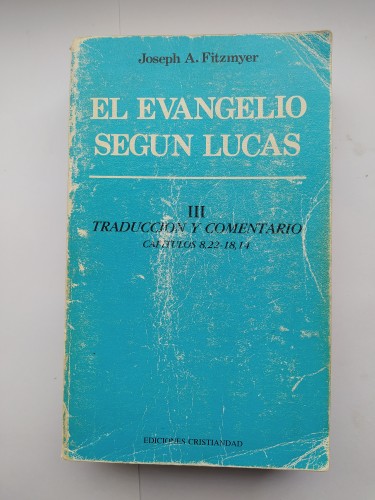 Joseph A. Fitzmyer
EL EVANGELIO
SEGUN LUCAS
III
TRADUCCION Y COMENTARIO
CAPITULOS 8,22-18,14
EDICIONES CRISTIANDAD